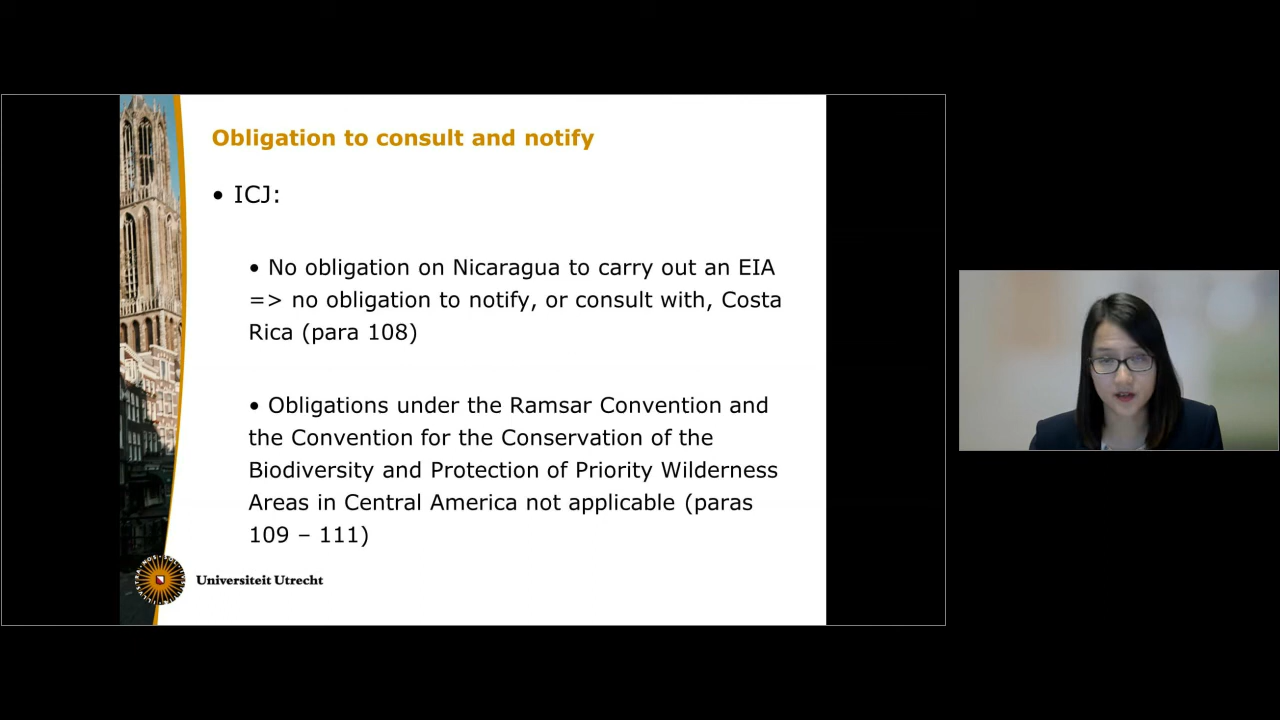 Obligation to consult and notify
• ICJ:
• No obligation on Nicaragua to carry out an EIA
=> no obligation to notify, or consult with, Costa
Rica (para 108)
• Obligations under the Ramsar Convention and
the Convention for the Conservation of the
Biodiversity and Protection of Priority Wilderness
Areas in Central America not applicable (paras
109 – 111)
Universiteit Utrecht